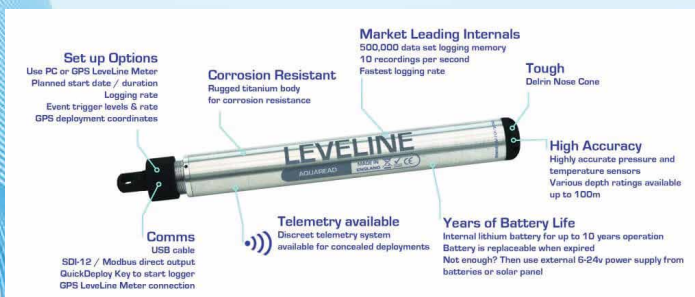 Market Leading Internals
500,000 data set logging memory
10 recordings per second
Fastest logging rate
Set up Options
Use PC or GPS LeveLine Meter
Planned start date / duration
Logging rate
Event trigger levels & rate
GPS deployment coordinates
Corrosion Resistant
Rugged titanium body
for corrosion resistance
Tough
Delrin Nose Cone
LEVELINE
AQUAREAD
MADE IN
ENGLAND
CE
High Accuracy
Highly accurate pressure and
temperature sensors
Various depth ratings available
up to 100m
Comms
USB cable
SDI-12 / Modbus direct output
QuickDeploy Key to start logger
GPS LeveLine Meter connection
Telemetry available
Discreet telemetry system
available for concealed deployments
Years of Battery Life
Internal lithium battery for up to 10 years operation
Battery is replaceable when expired
Not enough? Then use external 6-24v power supply from
batteries or solar panel